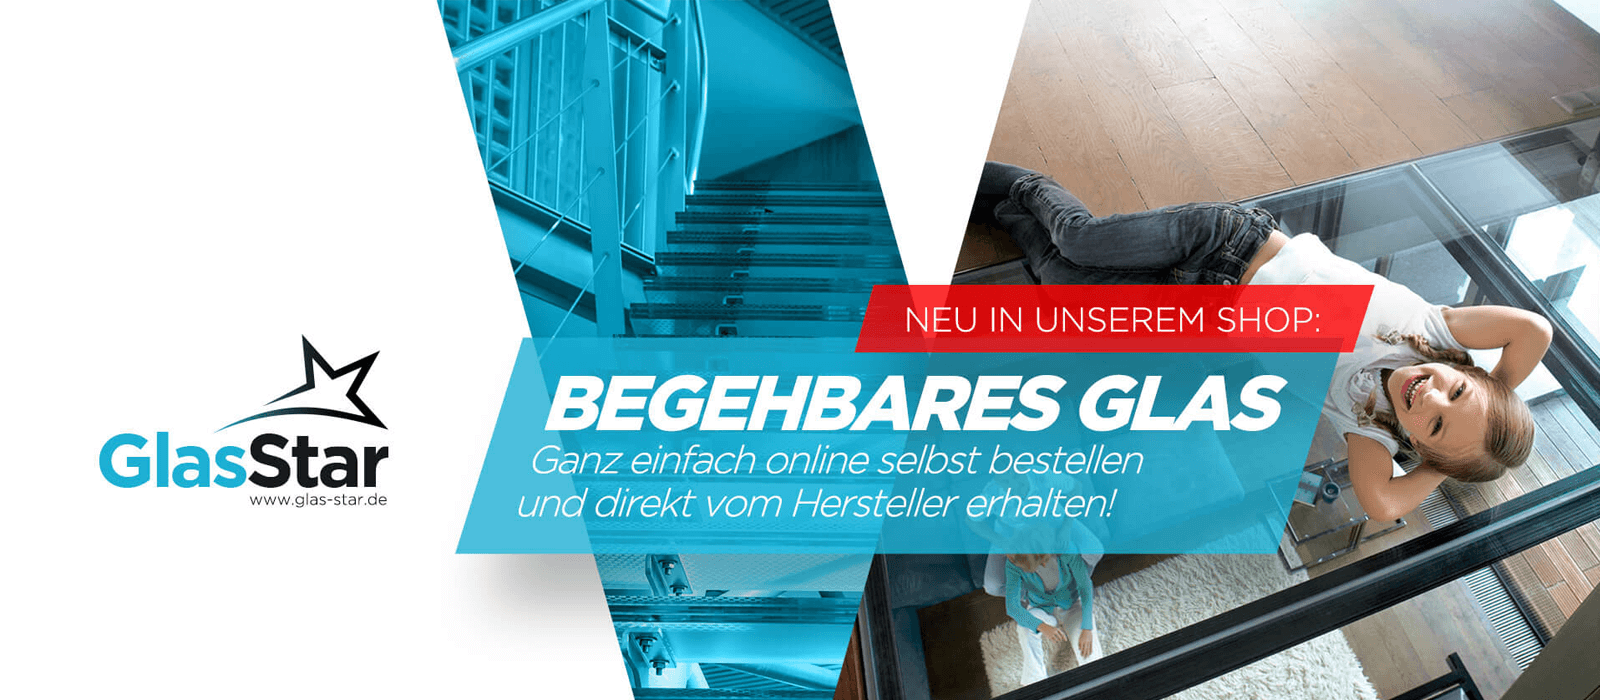 GlasStar
www.glas-star.de
NEU IN UNSEREM SHOP:
BEGEHBARES GLAS
Ganz einfach online selbst bestellen
und direkt vom Hersteller erhalten!